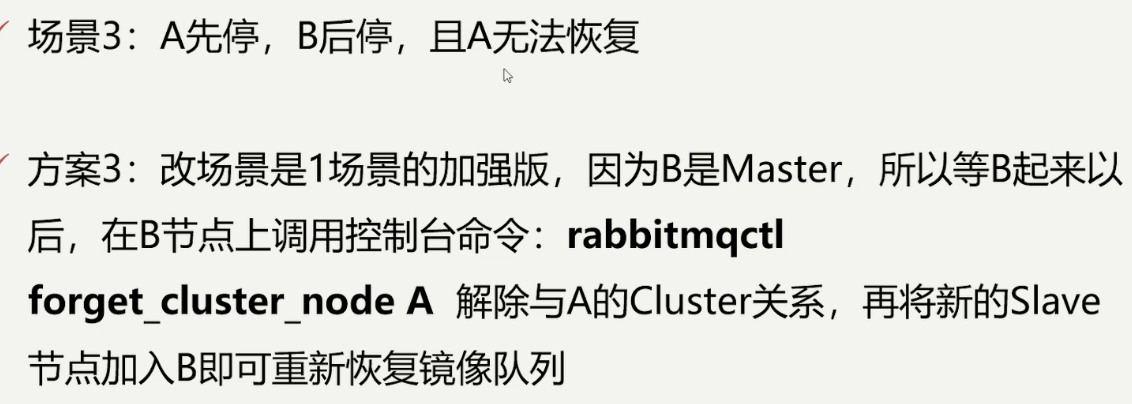 场景3：A先停，B后停，且A无法恢复
方案3：改场景是1场景的加强版，因为B是Master，所以等B起来以
后，在B节点上调用控制台命令：rabbitmqctl
forget_cluster_node A 解除与A的Cluster关系，再将新的Slave
节点加入B即可重新恢复镜像队列